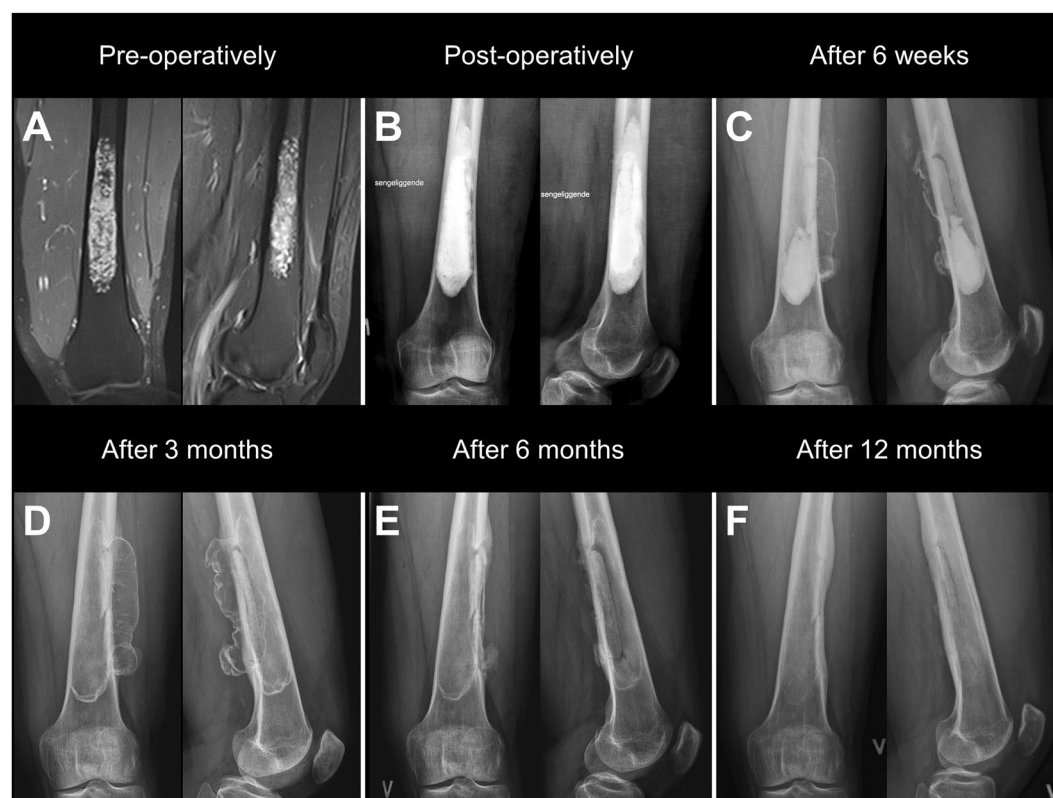 Pre-operatively
Post-operatively
After 6 weeks
A
B
C
sengeliggende
sengeliggende
After 3 months
After 6 months
After 12 months
D
E
F
V
V
V